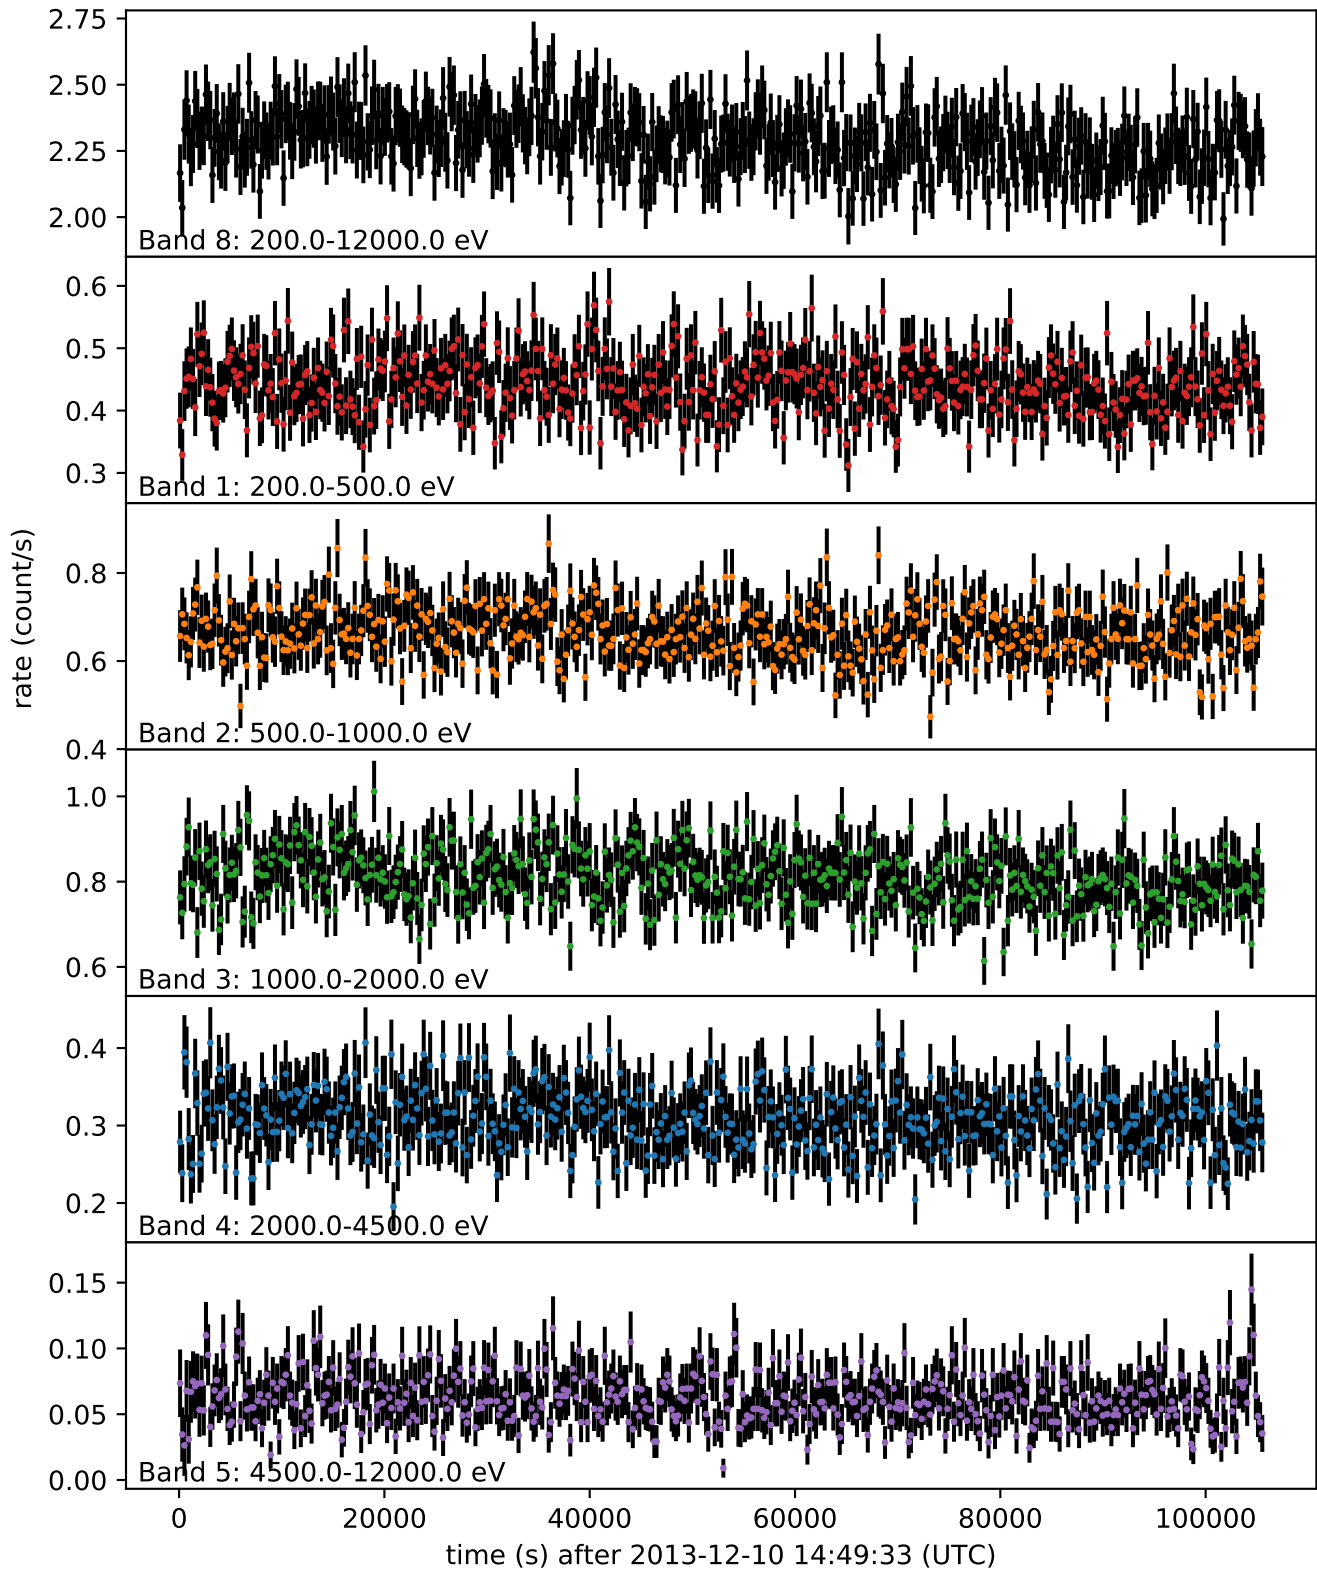 2.75
2.50
2.25
2.00
Band 8: 200.0-12000.0 eV
0.6
0.5
0.4
0.3
Band 1: 200.0-500.0 eV
0.8
0.6
0.4
Band 2: 500.0-1000.0 eV
rate (count/s)
1.0
0.8
0.6
Band 3: 1000.0-2000.0 eV
0.4
0.3
0.2
Band 4: 2000.0-4500.0 eV
0.15
0.10
0.05
0.00
Band 5: 4500.0-12000.0 eV
0 20000 40000 60000 80000 100000
time (s) after 2013-12-10 14:49:33 (UTC)